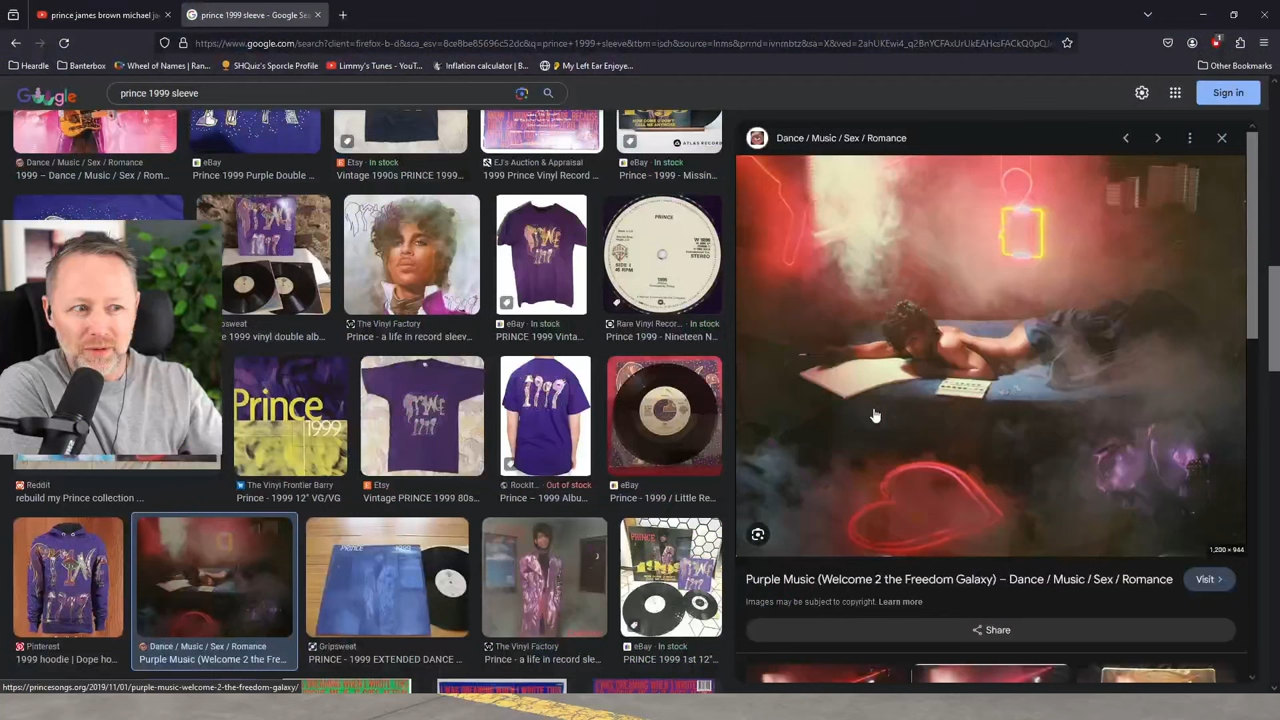 prince james brown michael ja
prince 1999 sleeve - Google Sea
https://www.google.com/search?client=firefox-b-d&sca_esv=8ce8be85696c52dc&q=prince+1999+sleeve&tbm=isch&source=lnms&prmd=ivnmbtz&sa=X&ved=
Heardle
Banterbox
Wheel of Names | Ran...
SHQuiz's Sporcle Profile
Limmy's Tunes - YouT...
Inflation calculator | B...
My Left Ear Enjoye...
Other Bookmarks
Google
prince 1999 sleeve
Sign in
Dance / Music / Sex / Romance
1999 – Dance / Music / Sex / Rom...
eBay
Prince 1999 Purple Double ...
Etsy · In stock
Vintage 1990s PRINCE 1999...
EJ's Auction & Appraisal
1999 Prince Vinyl Record ...
eBay · In stock
Prince - 1999 - Missin...
Dance / Music / Sex / Romance
sweat
e 1999 vinyl double alb...
The Vinyl Factory
Prince - a life in record sleev...
eBay · In stock
PRINCE 1999 Vinta...
PRINCE
STEREO
SIDE 1
1999
Rare Vinyl Recor... · In stock
Prince - Nineteen N...
Prince
1999
1999
Reddit
rebuild my Prince collection ...
The Vinyl Frontier Barry
Prince - 1999 12" VG/VG
Etsy
Vintage PRINCE 1999 80s...
RockIt... · Out of stock
Prince – 1999 Albu...
eBay
Prince - 1999 / Little Re...
PRINCE
Pinterest
1999 hoodie | Dope ho...
Dance / Music / Sex / Romance
Purple Music (Welcome 2 the Fre...
Gripsweat
PRINCE - 1999 EXTENDED DANCE ...
The Vinyl Factory
Prince - a life in record sle...
eBay · In stock
PRINCE 1999 1st 12"...
1,200 × 944
Purple Music (Welcome 2 the Freedom Galaxy) – Dance / Music / Sex / Romance
Visit
Images may be subject to copyright. Learn more
Share
https://princesongs.org/2019/11/01/purple-music-welcome-2-the-freedom-galaxy/